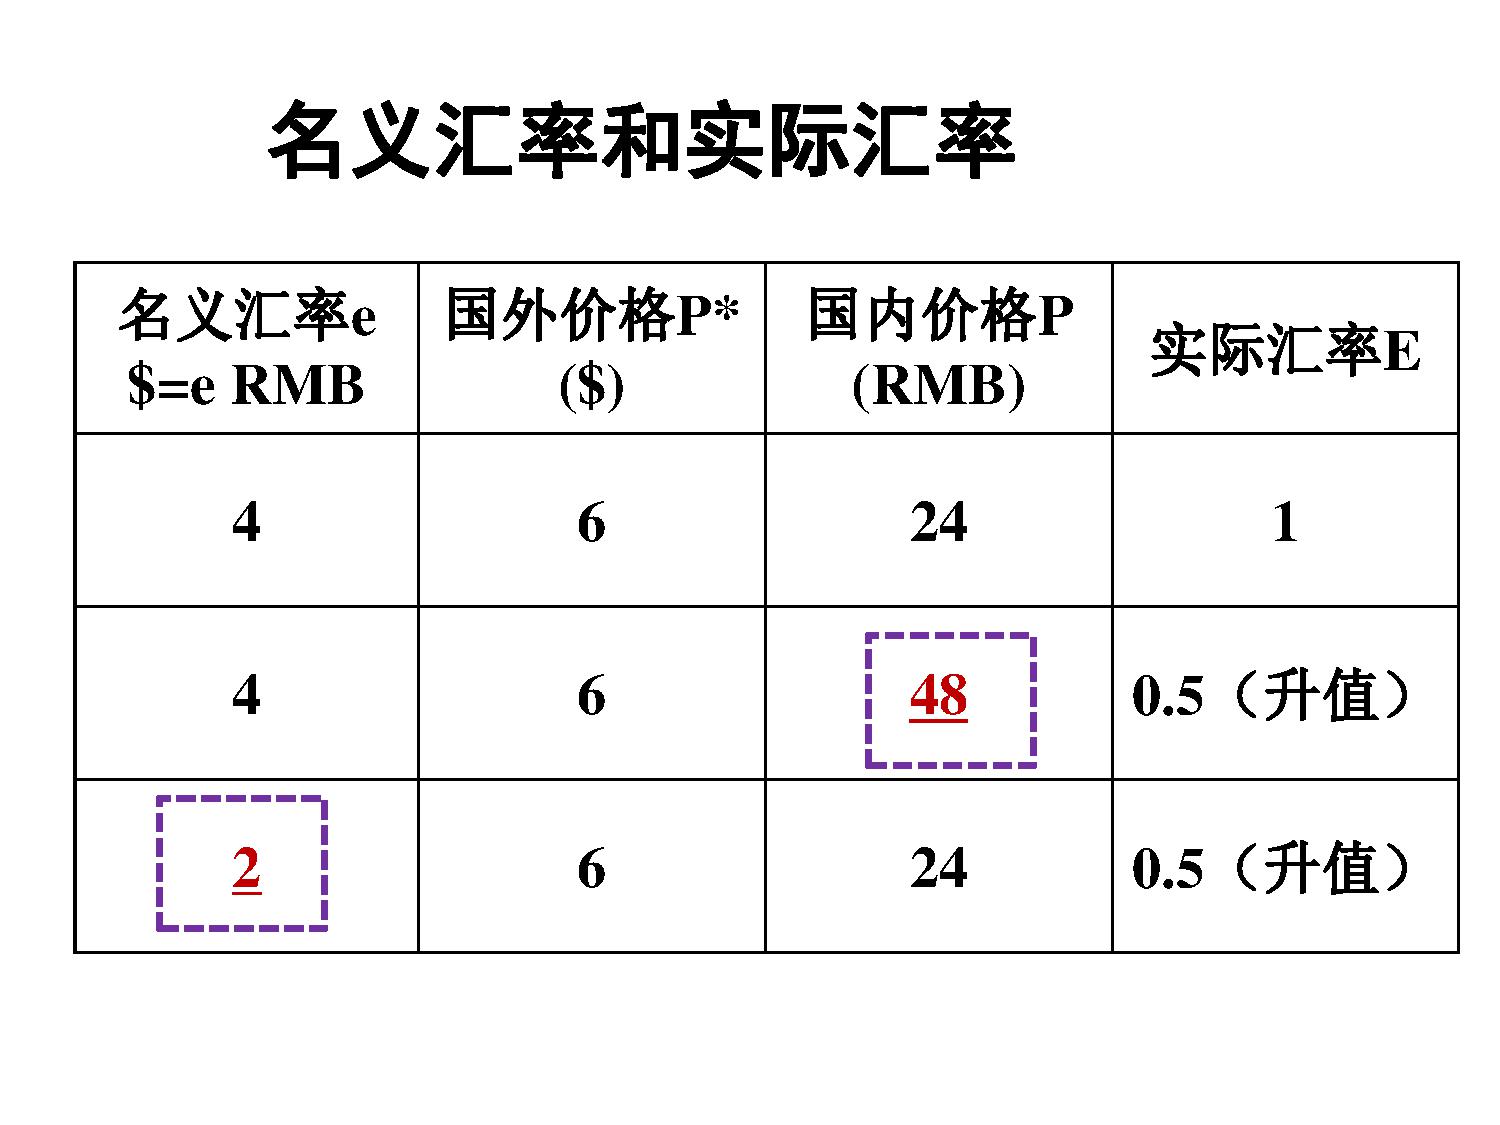 名义汇率和实际汇率
名义汇率e 国外价格P* 国内价格P 实际汇率E
$=e RMB ($) (RMB)
4 6 24 1
4 6 48 0.5（升值）
2 6 24 0.5（升值）